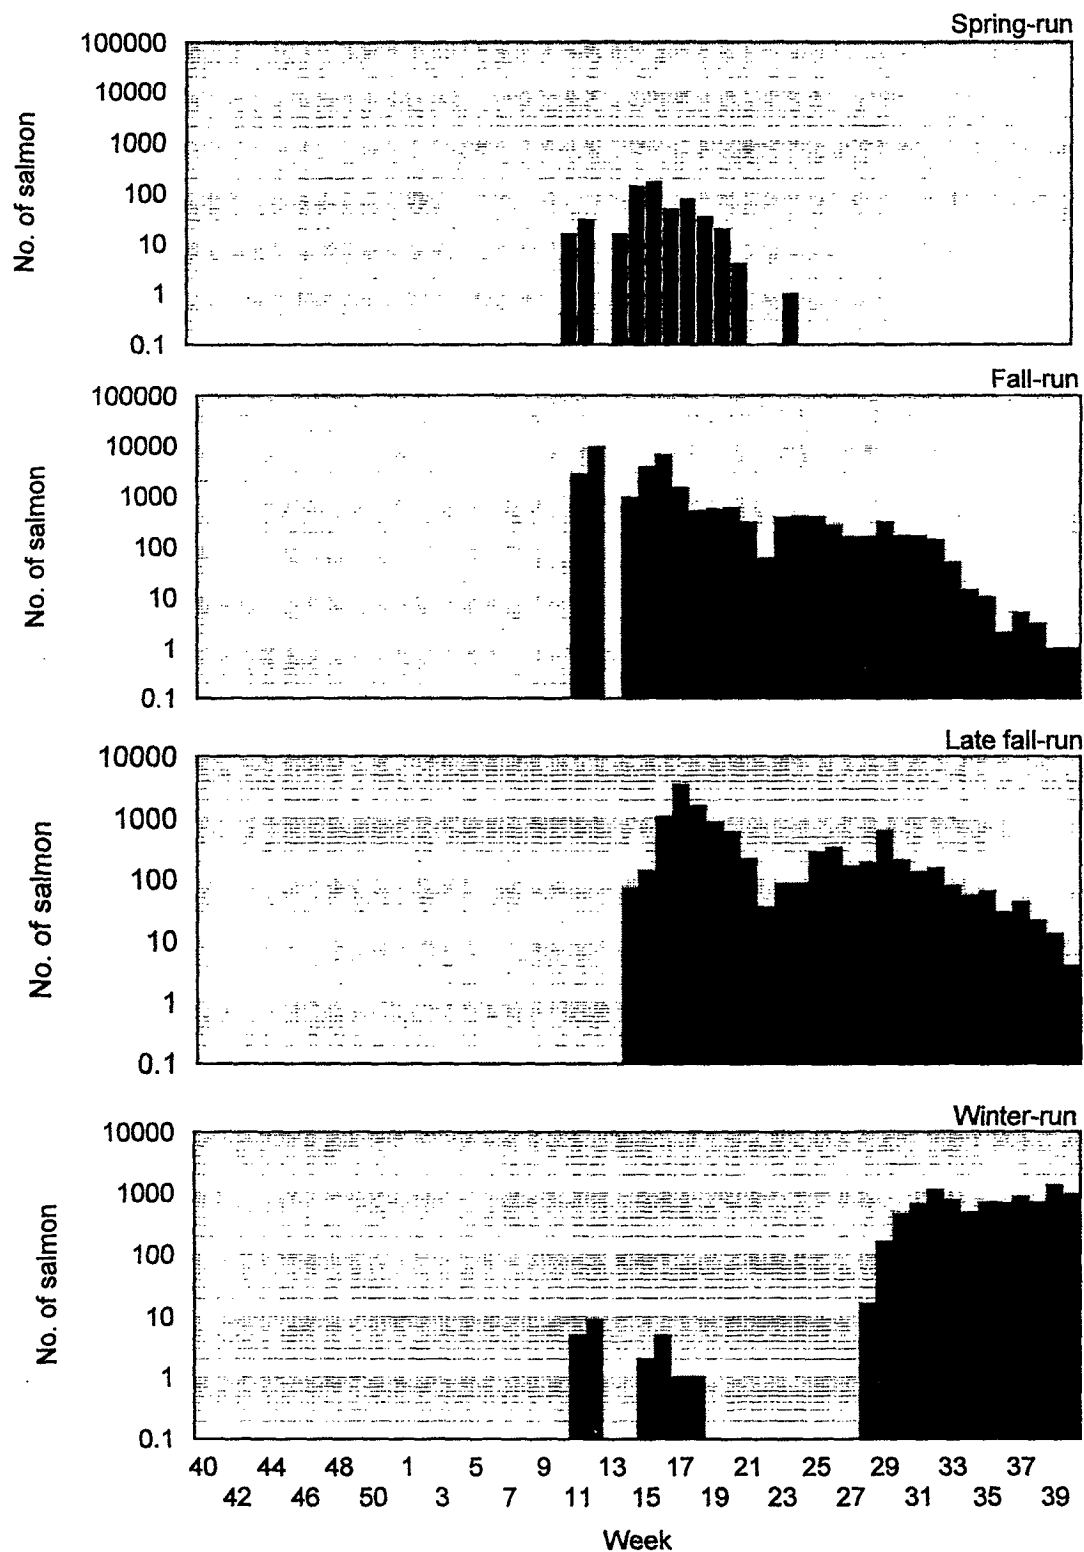 Spring-run
100000
10000
1000
100
10
1
0.1
No. of salmon
Fall-run
100000
10000
1000
100
10
1
0.1
No. of salmon
Late fall-run
10000
1000
100
10
1
0.1
No. of salmon
Winter-run
10000
1000
100
10
1
0.1
No. of salmon
40 44 48 1 5 9 13 17 21 25 29 33 37
42 46 50 3 7 11 15 19 23 27 31 35 39
Week